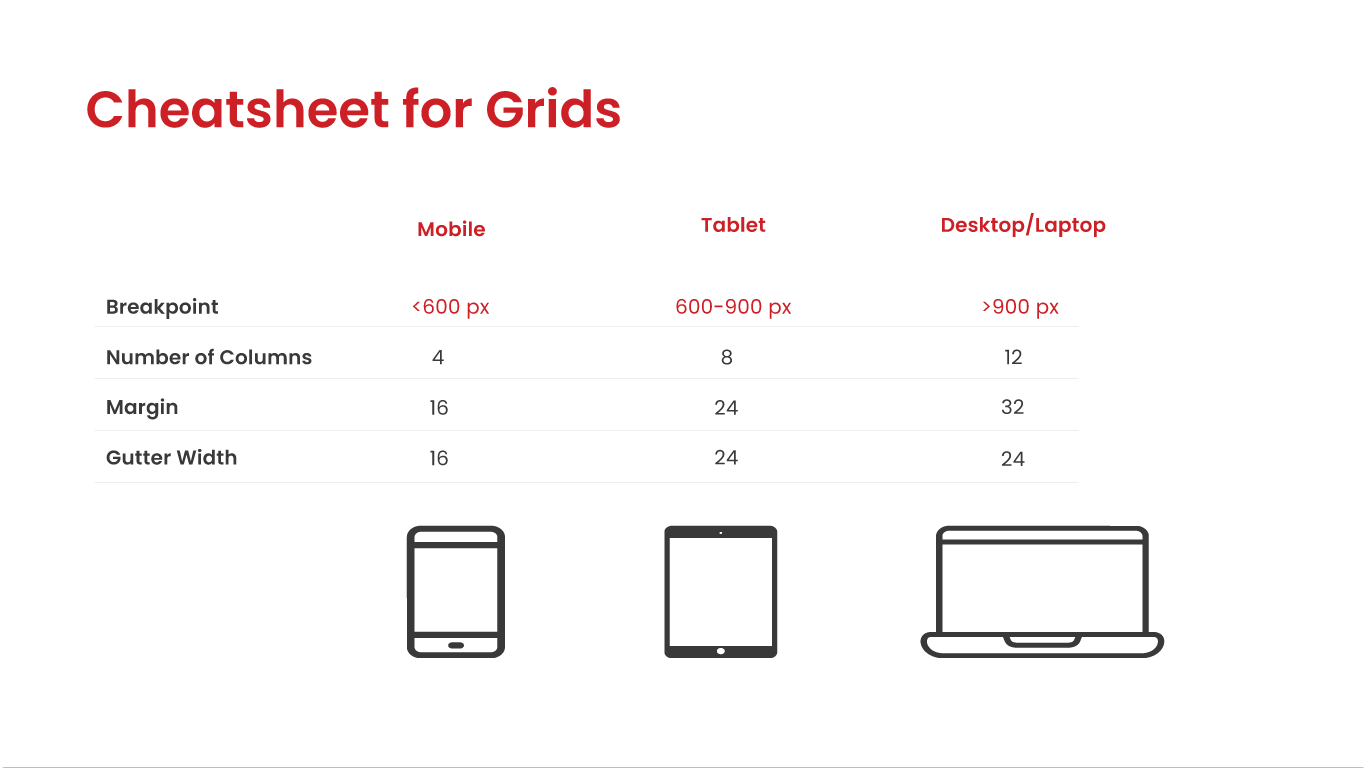 Cheatsheet for Grids
Mobile Tablet Desktop/Laptop
Breakpoint <600 px 600-900 px >900 px
Number of Columns 4 8 12
Margin 16 24 32
Gutter Width 16 24 24